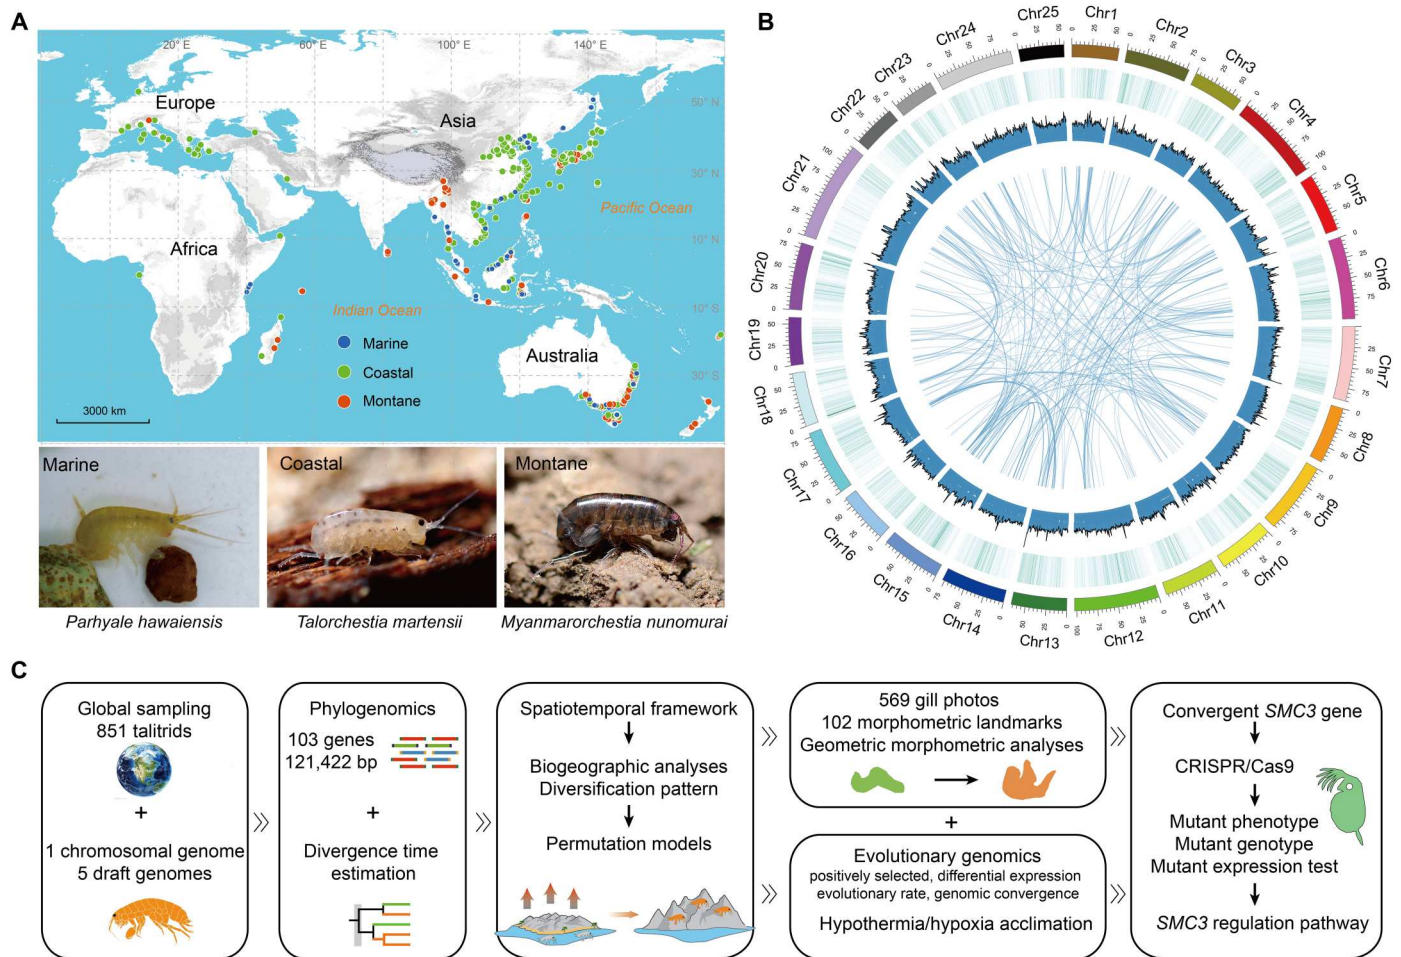 A
20° E
60° E
100° E
140° E
50° N
30° N
10° N
10° S
30° S
Europe
Asia
Africa
Australia
Pacific Ocean
Indian Ocean
Marine
Coastal
Montane
3000 km
Marine
Coastal
Montane
Parhyale hawaiensis
Talorchestia martensii
Myanmarorchestia nunomurai
B
Chr1
Chr2
Chr3
Chr4
Chr5
Chr6
Chr7
Chr8
Chr9
Chr10
Chr11
Chr12
Chr13
Chr14
Chr15
Chr16
Chr17
Chr18
Chr19
Chr20
Chr21
Chr22
Chr23
Chr24
Chr25
C
Global sampling
851 talitrids
+
1 chromosomal genome
5 draft genomes
Phylogenomics
103 genes
121,422 bp
+
Divergence time
estimation
Spatiotemporal framework
Biogeographic analyses
Diversification pattern
Permutation models
569 gill photos
102 morphometric landmarks
Geometric morphometric analyses
+
Evolutionary genomics
positively selected, differential expression
evolutionary rate, genomic convergence
Hypothermia/hypoxia acclimation
Convergent SMC3 gene
CRISPR/Cas9
Mutant phenotype
Mutant genotype
Mutant expression test
SMC3 regulation pathway